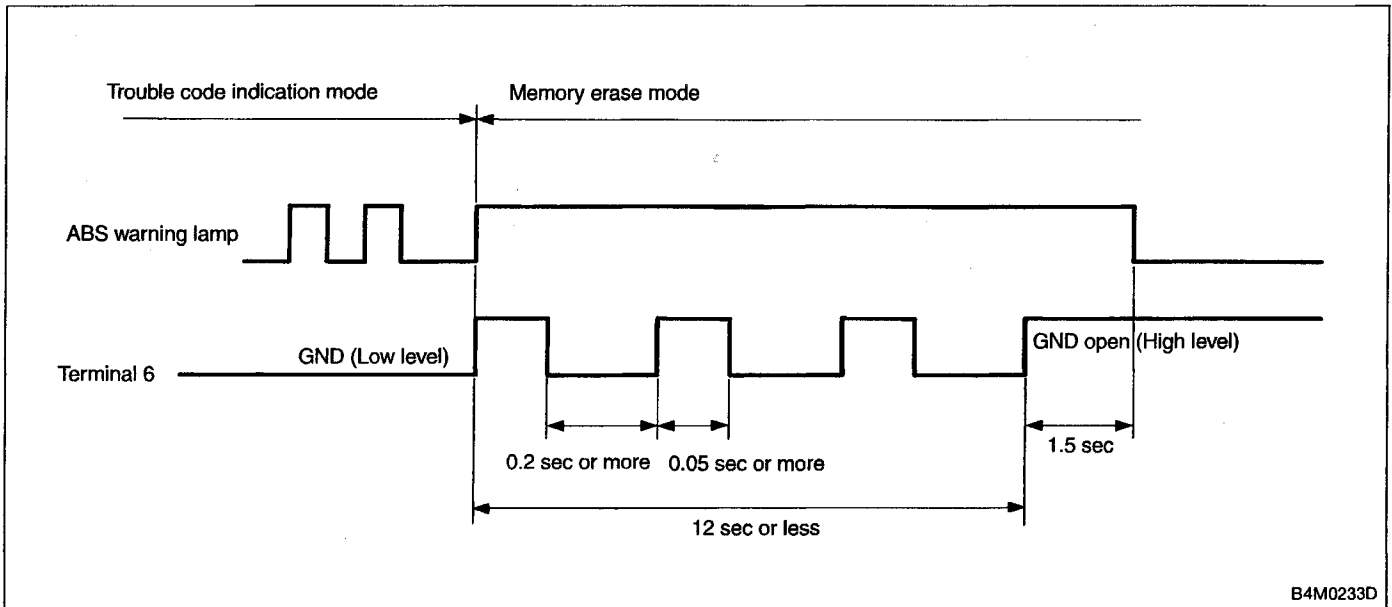 Trouble code indication mode
Memory erase mode
ABS warning lamp
GND (Low level)
GND open (High level)
Terminal 6
0.2 sec or more
0.05 sec or more
1.5 sec
12 sec or less
B4M0233D